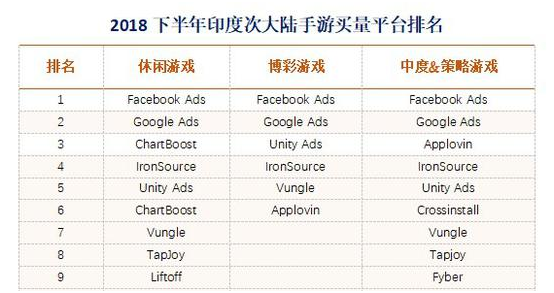 2018 下半年印度次大陆手游买量平台排名
排名 休闲游戏 博彩游戏 中度&策略游戏
1 Facebook Ads Facebook Ads Facebook Ads
2 Google Ads Google Ads Google Ads
3 ChartBoost Unity Ads Applovin
4 IronSource IronSource IronSource
5 Unity Ads Vungle Unity Ads
6 ChartBoost Applovin Crossinstall
7 Vungle Vungle
8 TapJoy Tapjoy
9 Liftoff Fyber